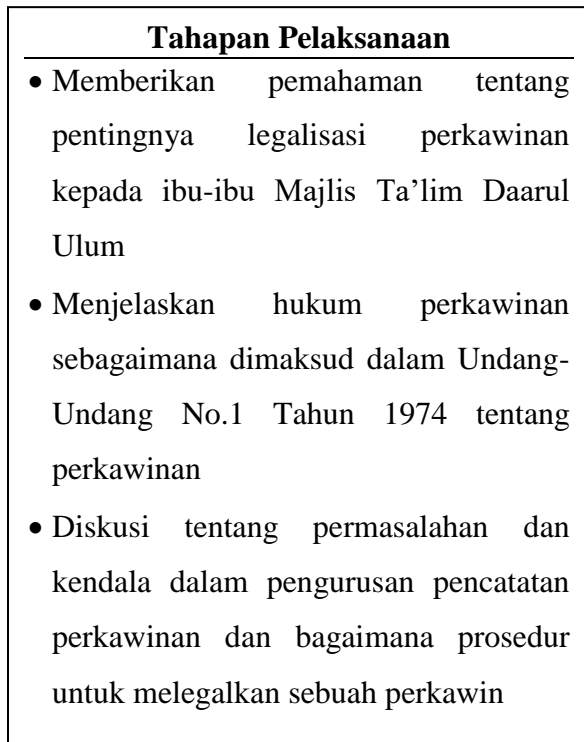 Tahapan Pelaksanaan
• Memberikan pemahaman tentang
pentingnya legalisasi perkawinan
kepada ibu-ibu Majlis Ta’lim Daarul
Ulum
• Menjelaskan hukum perkawinan
sebagaimana dimaksud dalam Undang-
Undang No.1 Tahun 1974 tentang
perkawinan
• Diskusi tentang permasalahan dan
kendala dalam pengurusan pencatatan
perkawinan dan bagaimana prosedur
untuk melegalkan sebuah perkawin